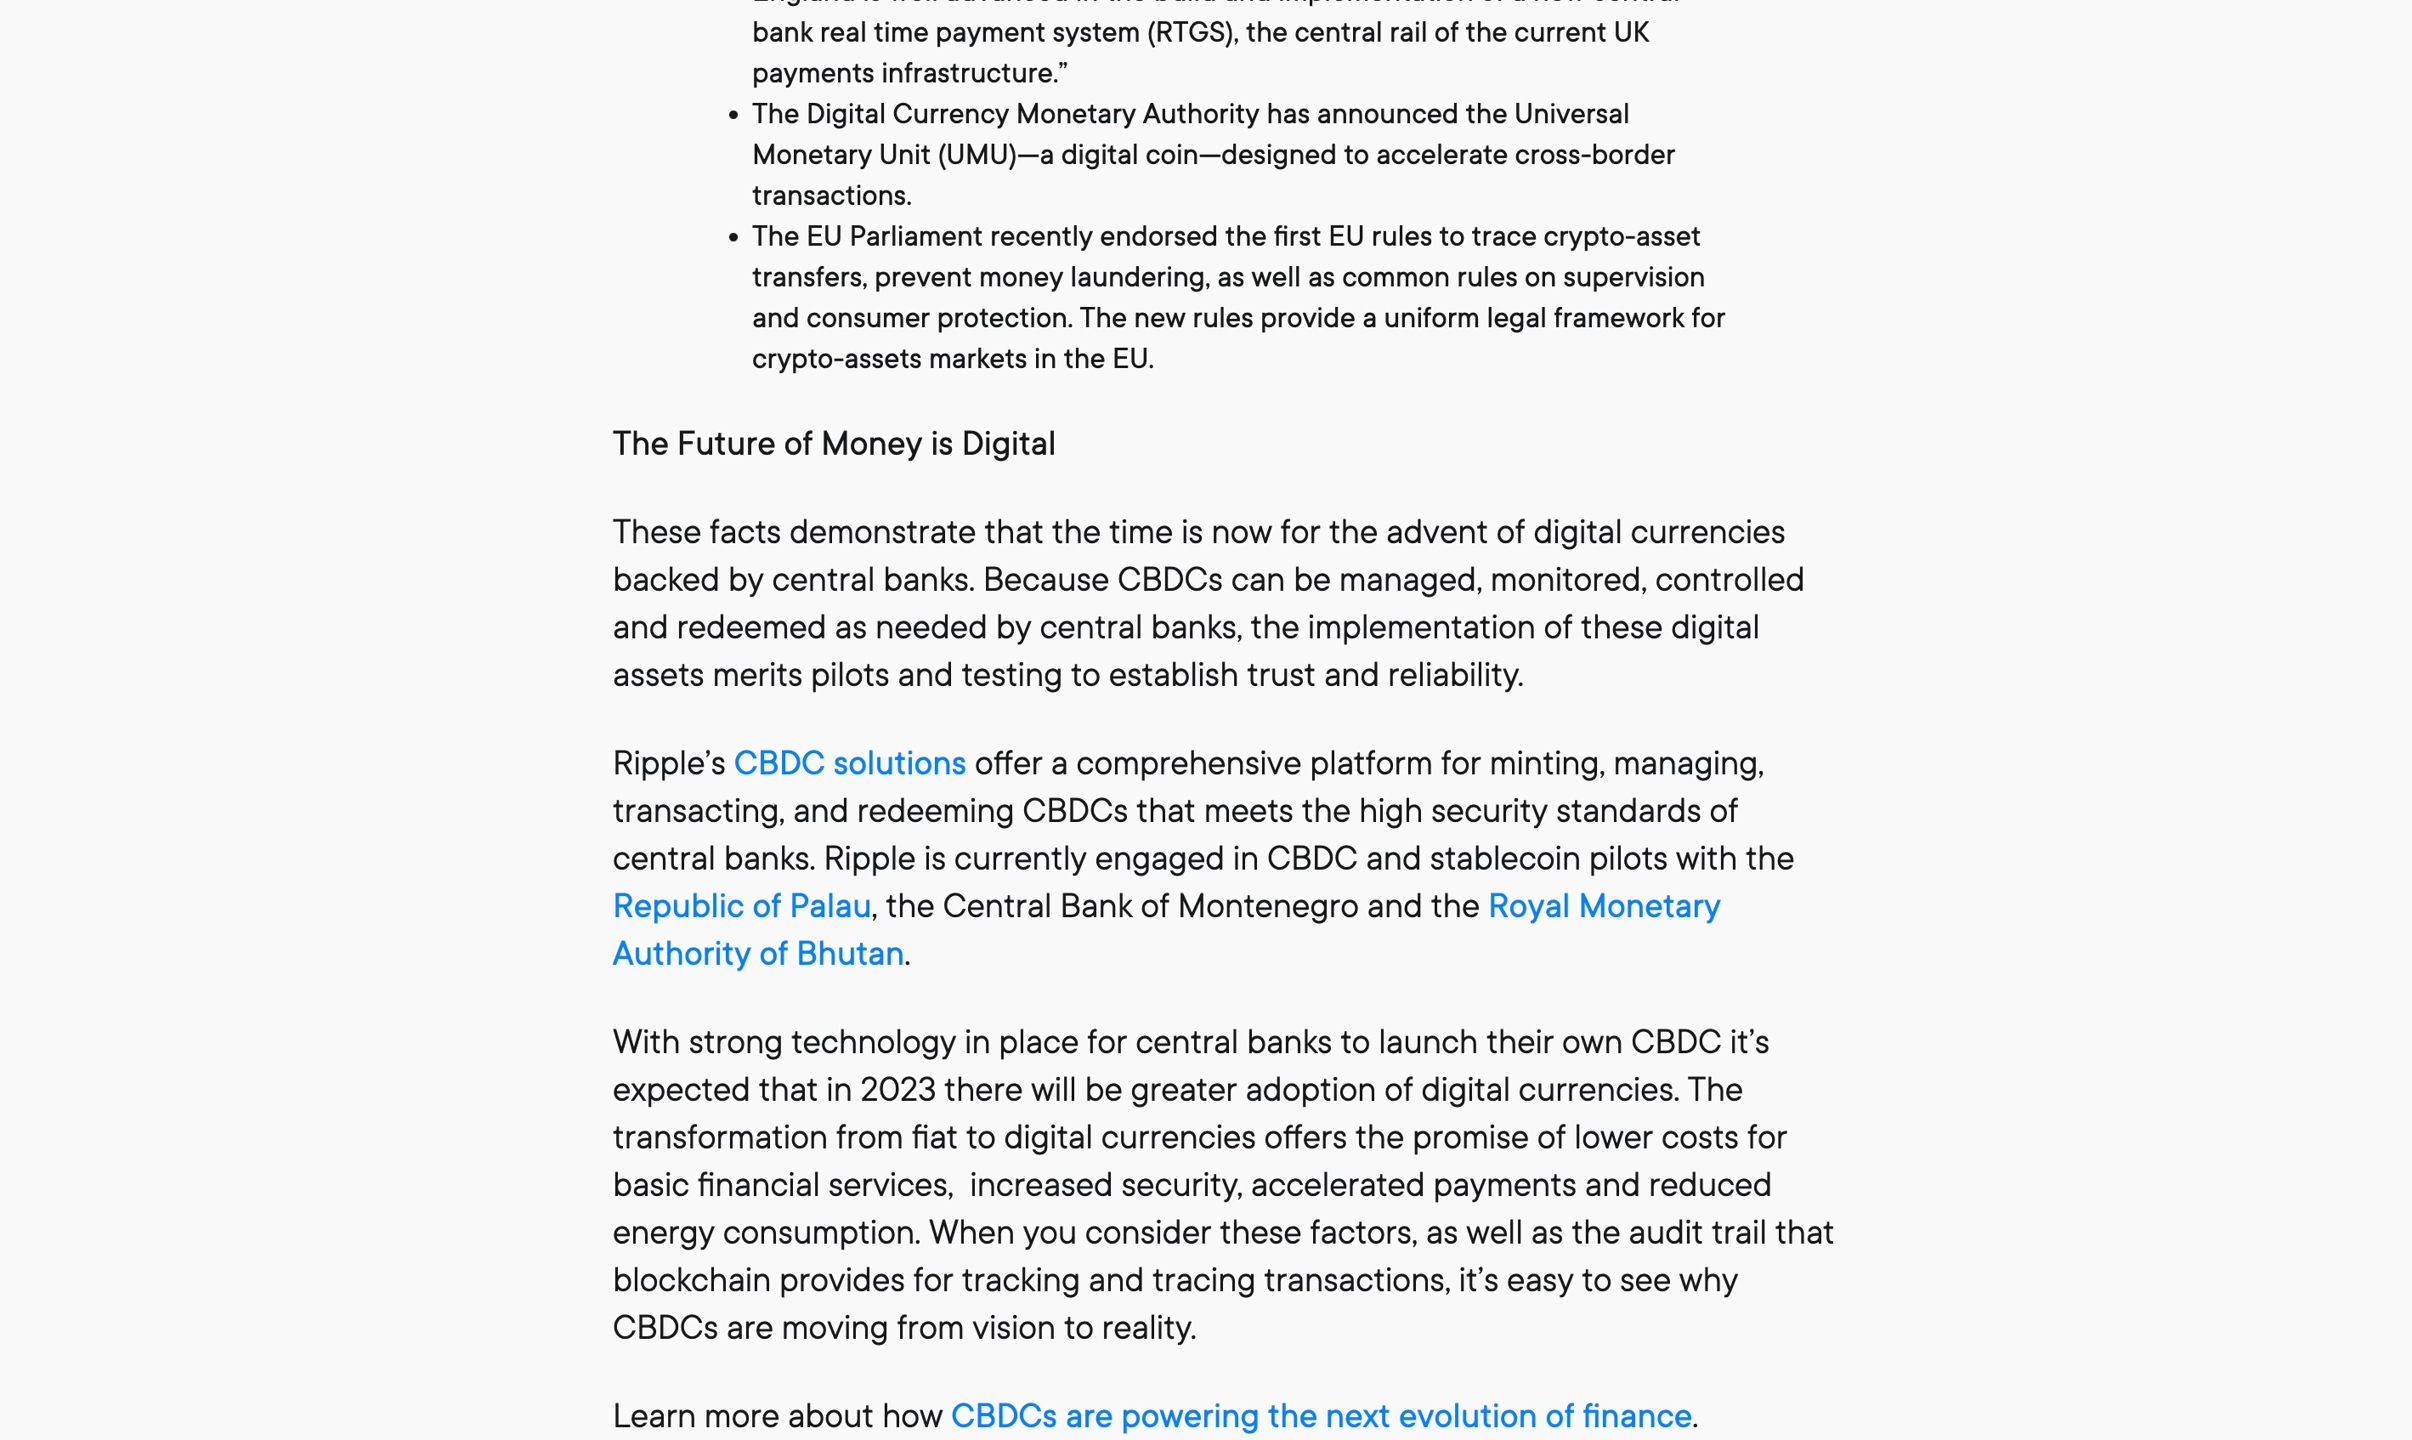 bank real time payment system (RTGS), the central rail of the current UK
payments infrastructure.”
• The Digital Currency Monetary Authority has announced the Universal
Monetary Unit (UMU)—a digital coin—designed to accelerate cross-border
transactions.
• The EU Parliament recently endorsed the first EU rules to trace crypto-asset
transfers, prevent money laundering, as well as common rules on supervision
and consumer protection. The new rules provide a uniform legal framework for
crypto-assets markets in the EU.
The Future of Money is Digital
These facts demonstrate that the time is now for the advent of digital currencies
backed by central banks. Because CBDCs can be managed, monitored, controlled
and redeemed as needed by central banks, the implementation of these digital
assets merits pilots and testing to establish trust and reliability.
Ripple’s CBDC solutions offer a comprehensive platform for minting, managing,
transacting, and redeeming CBDCs that meets the high security standards of
central banks. Ripple is currently engaged in CBDC and stablecoin pilots with the
Republic of Palau, the Central Bank of Montenegro and the Royal Monetary
Authority of Bhutan.
With strong technology in place for central banks to launch their own CBDC it’s
expected that in 2023 there will be greater adoption of digital currencies. The
transformation from fiat to digital currencies offers the promise of lower costs for
basic financial services,  increased security, accelerated payments and reduced
energy consumption. When you consider these factors, as well as the audit trail that
blockchain provides for tracking and tracing transactions, it’s easy to see why
CBDCs are moving from vision to reality.
Learn more about how CBDCs are powering the next evolution of finance.